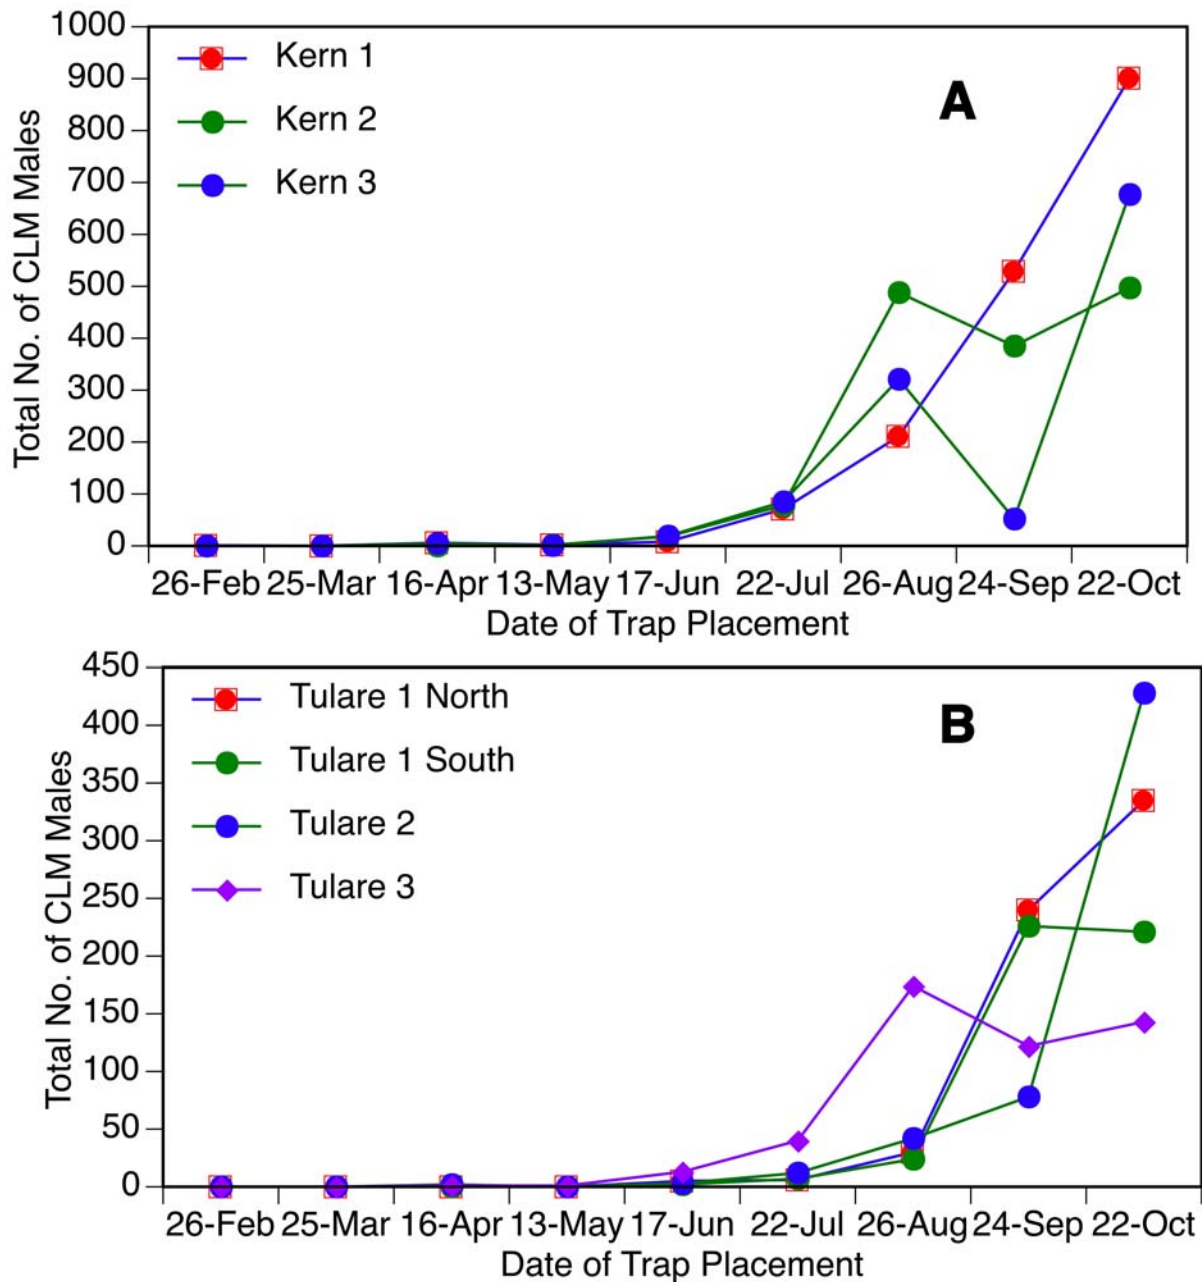 1000
900
800
700
600
500
400
300
200
100
0
Total No. of CLM Males
Kern 1
Kern 2
Kern 3
A
26-Feb 25-Mar 16-Apr 13-May 17-Jun 22-Jul 26-Aug 24-Sep 22-Oct
Date of Trap Placement
450
400
350
300
250
200
150
100
50
0
Total No. of CLM Males
Tulare 1 North
Tulare 1 South
Tulare 2
Tulare 3
B
26-Feb 25-Mar 16-Apr 13-May 17-Jun 22-Jul 26-Aug 24-Sep 22-Oct
Date of Trap Placement